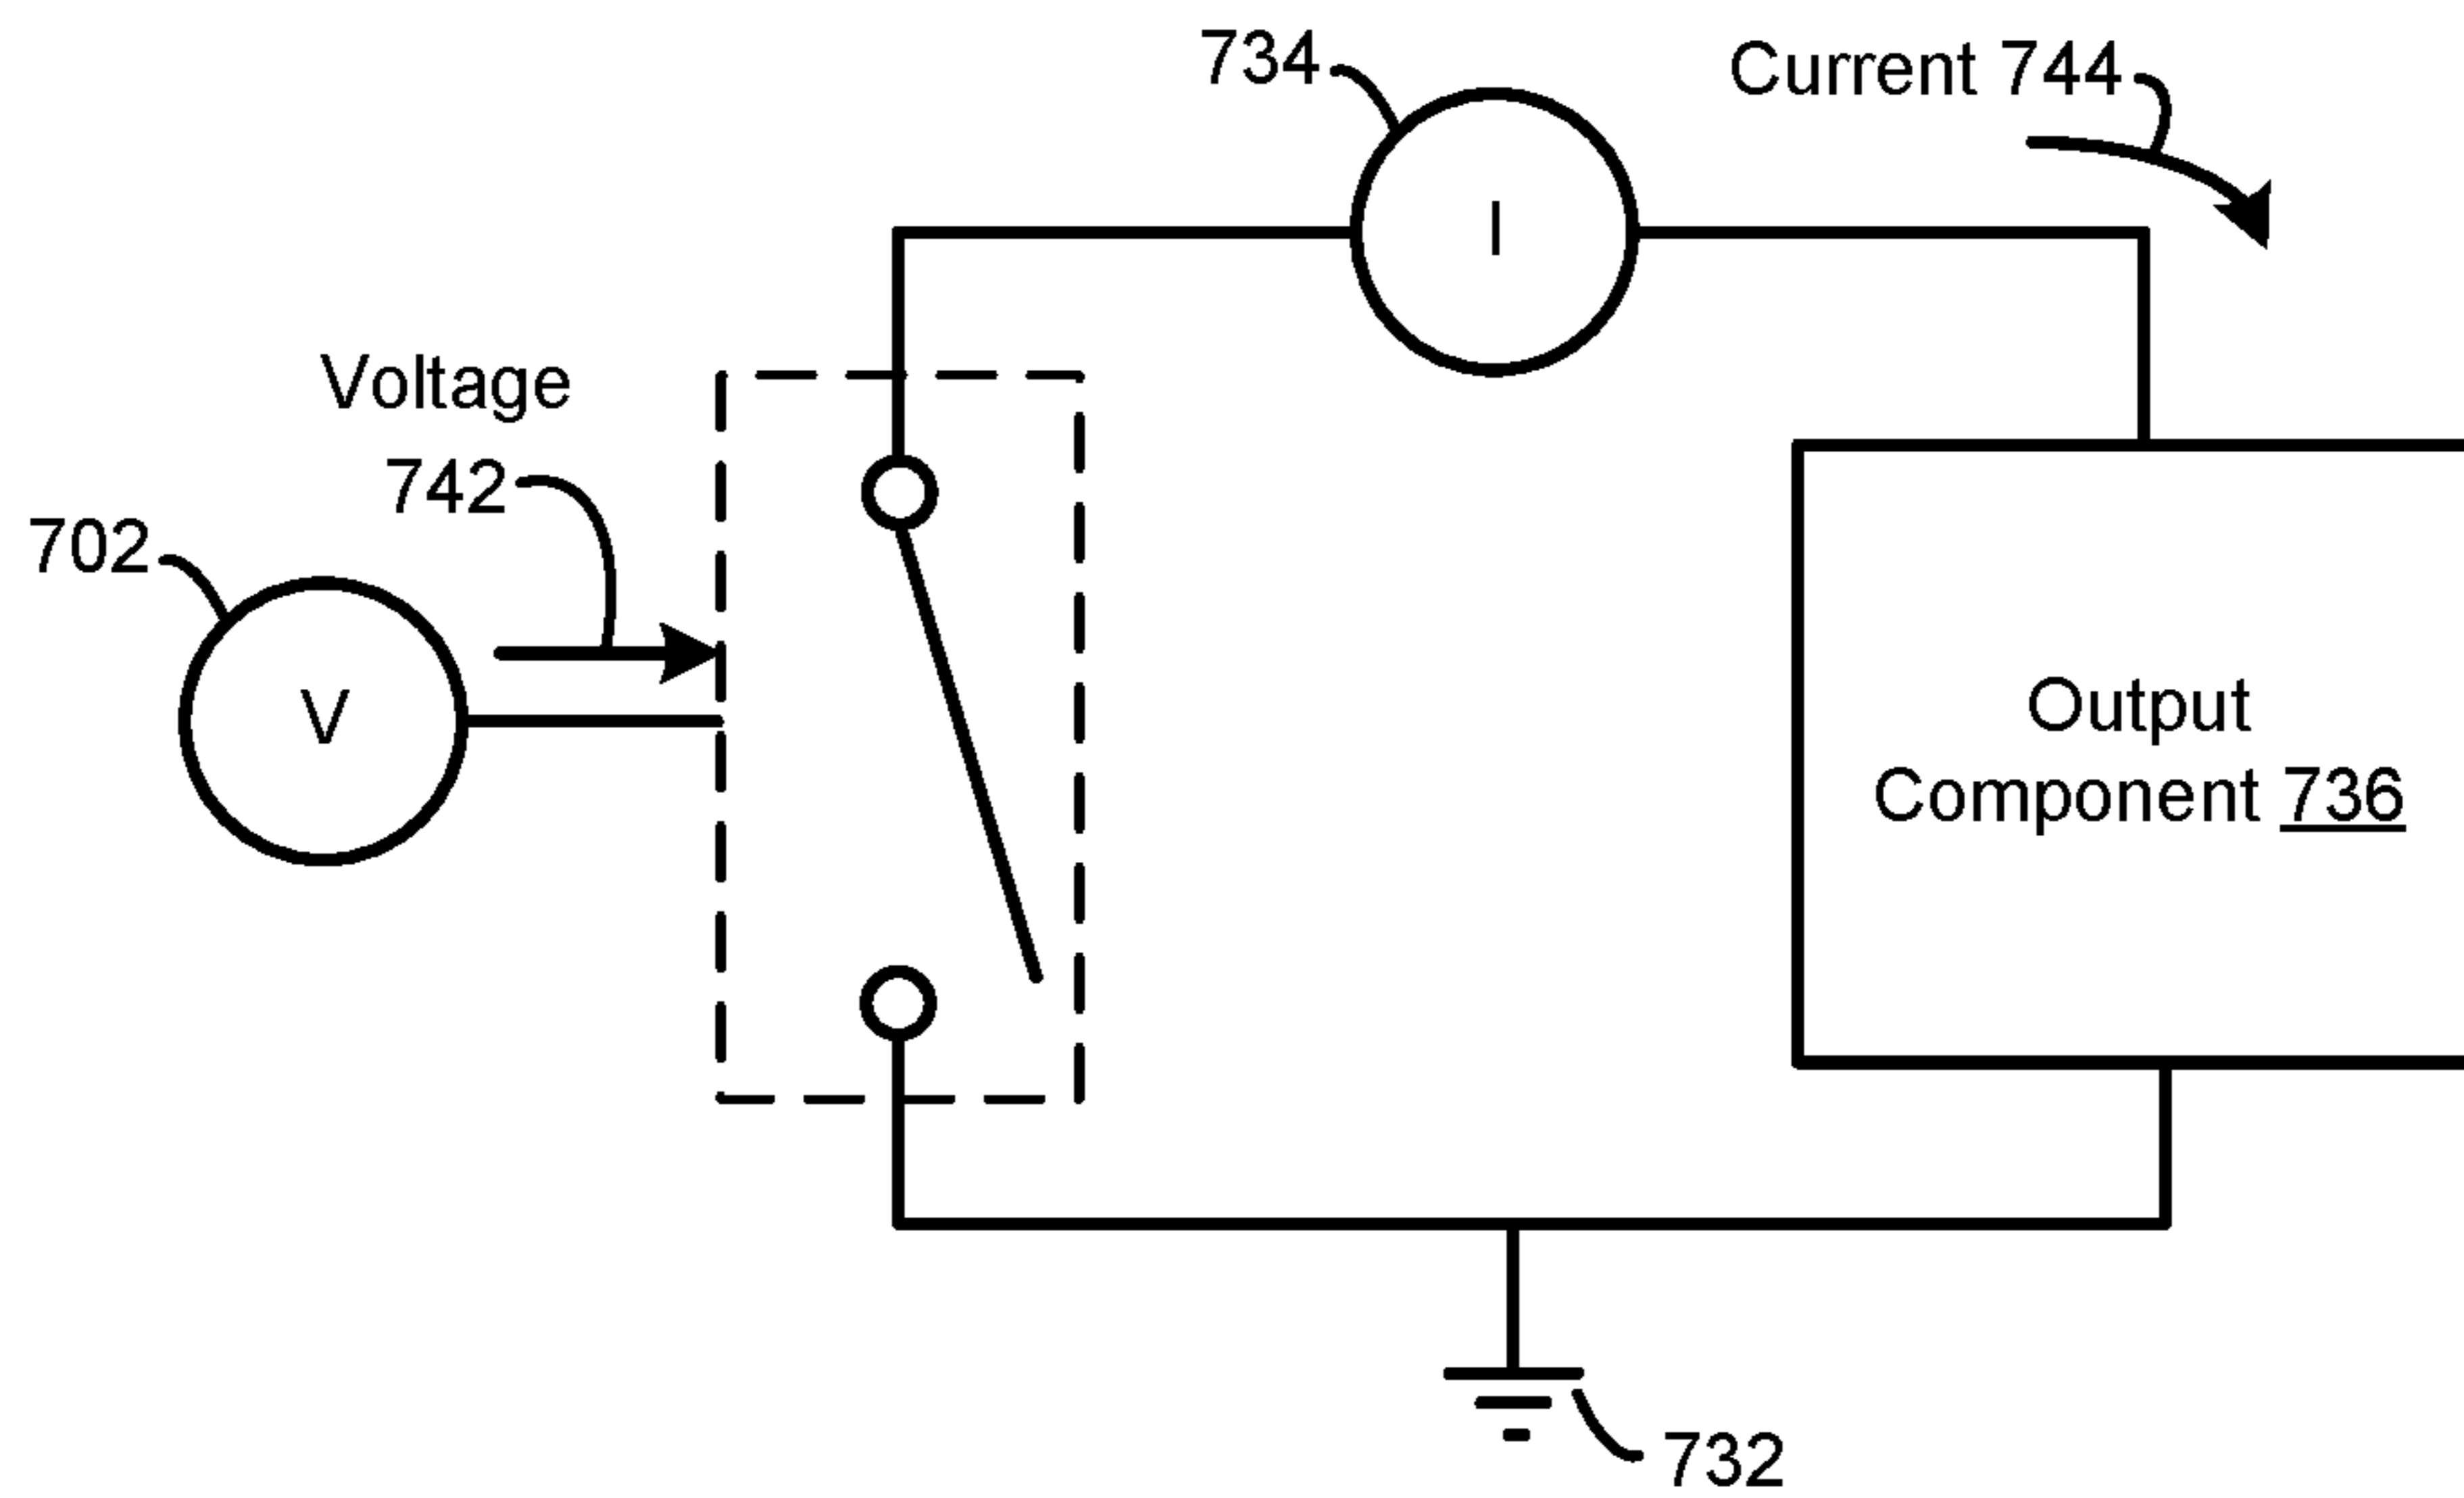 734
Current 744
I
Voltage
742
702
V
Output
Component 736
732